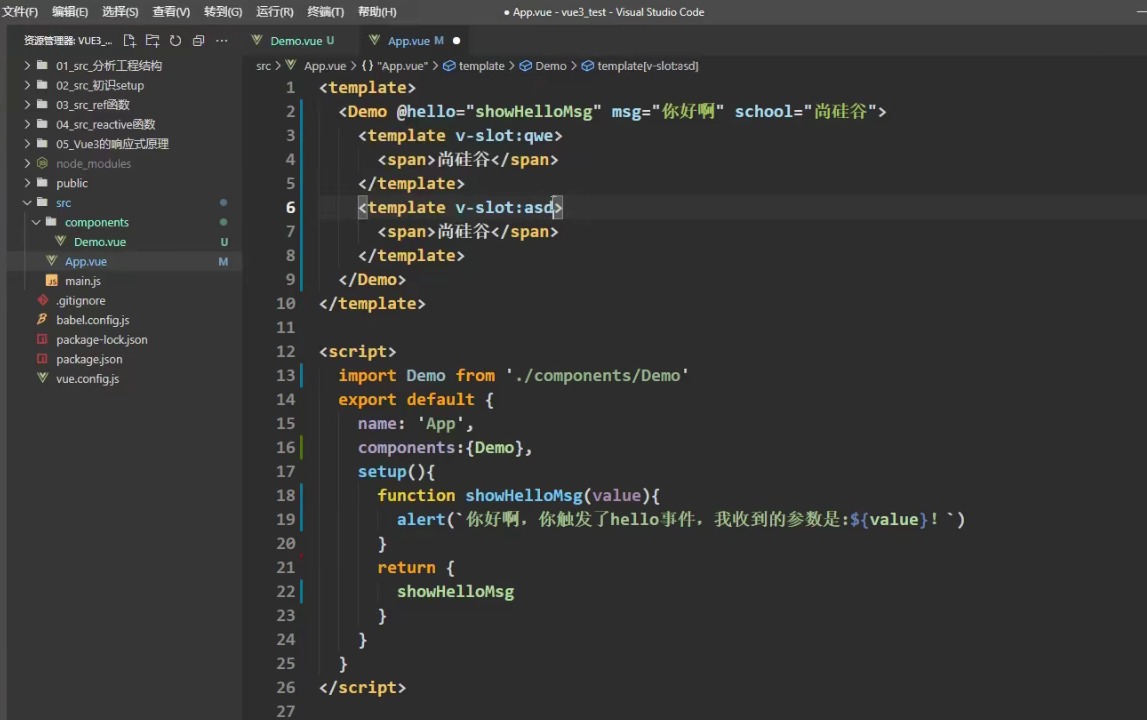 文件(F) 编辑(E) 选择(S) 查看(V) 转到(G) 运行(R) 终端(T) 帮助(H) ● App.vue - vue3_test - Visual Studio Code
资源管理器: VUE3_... ···
01_src_分析工程结构
02_src_初识setup
03_src_ref函数
04_src_reactive函数
05_Vue3的响应式原理
node_modules
public
src
components
Demo.vue U
App.vue M
main.js
.gitignore
babel.config.js
package-lock.json
package.json
vue.config.js
Demo.vue U App.vue M ●
src > App.vue > {} "App.vue" > template > Demo > template[v-slot:asd]
1 <template>
2 <Demo @hello="showHelloMsg" msg="你好啊" school="尚硅谷">
3 <template v-slot:qwe>
4 <span>尚硅谷</span>
5 </template>
6 <template v-slot:asd>
7 <span>尚硅谷</span>
8 </template>
9 </Demo>
10 </template>
11
12 <script>
13 import Demo from './components/Demo'
14 export default {
15 name: 'App',
16 components:{Demo},
17 setup(){
18 function showHelloMsg(value){
19 alert(`你好啊，你触发了hello事件，我收到的参数是:${value}！`)
20 }
21 return {
22 showHelloMsg
23 }
24 }
25 }
26 </script>
27